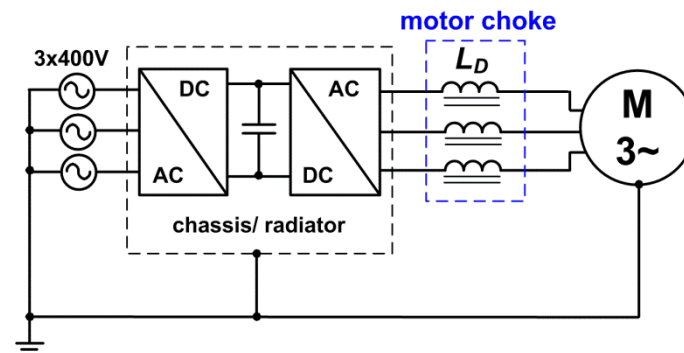 motor choke
3x400V
L_D
DC
AC
AC
DC
M
3~
chassis/ radiator